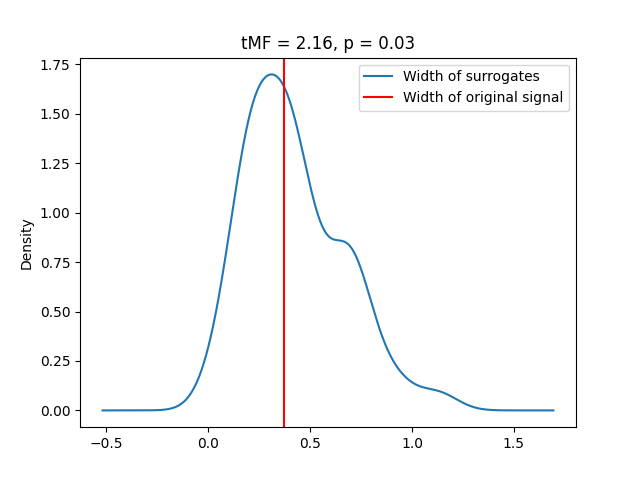 tMF = 2.16, p = 0.03
Width of surrogates
Width of original signal
Density
1.75
1.50
1.25
1.00
0.75
0.50
0.25
0.00
−0.5 0.0 0.5 1.0 1.5